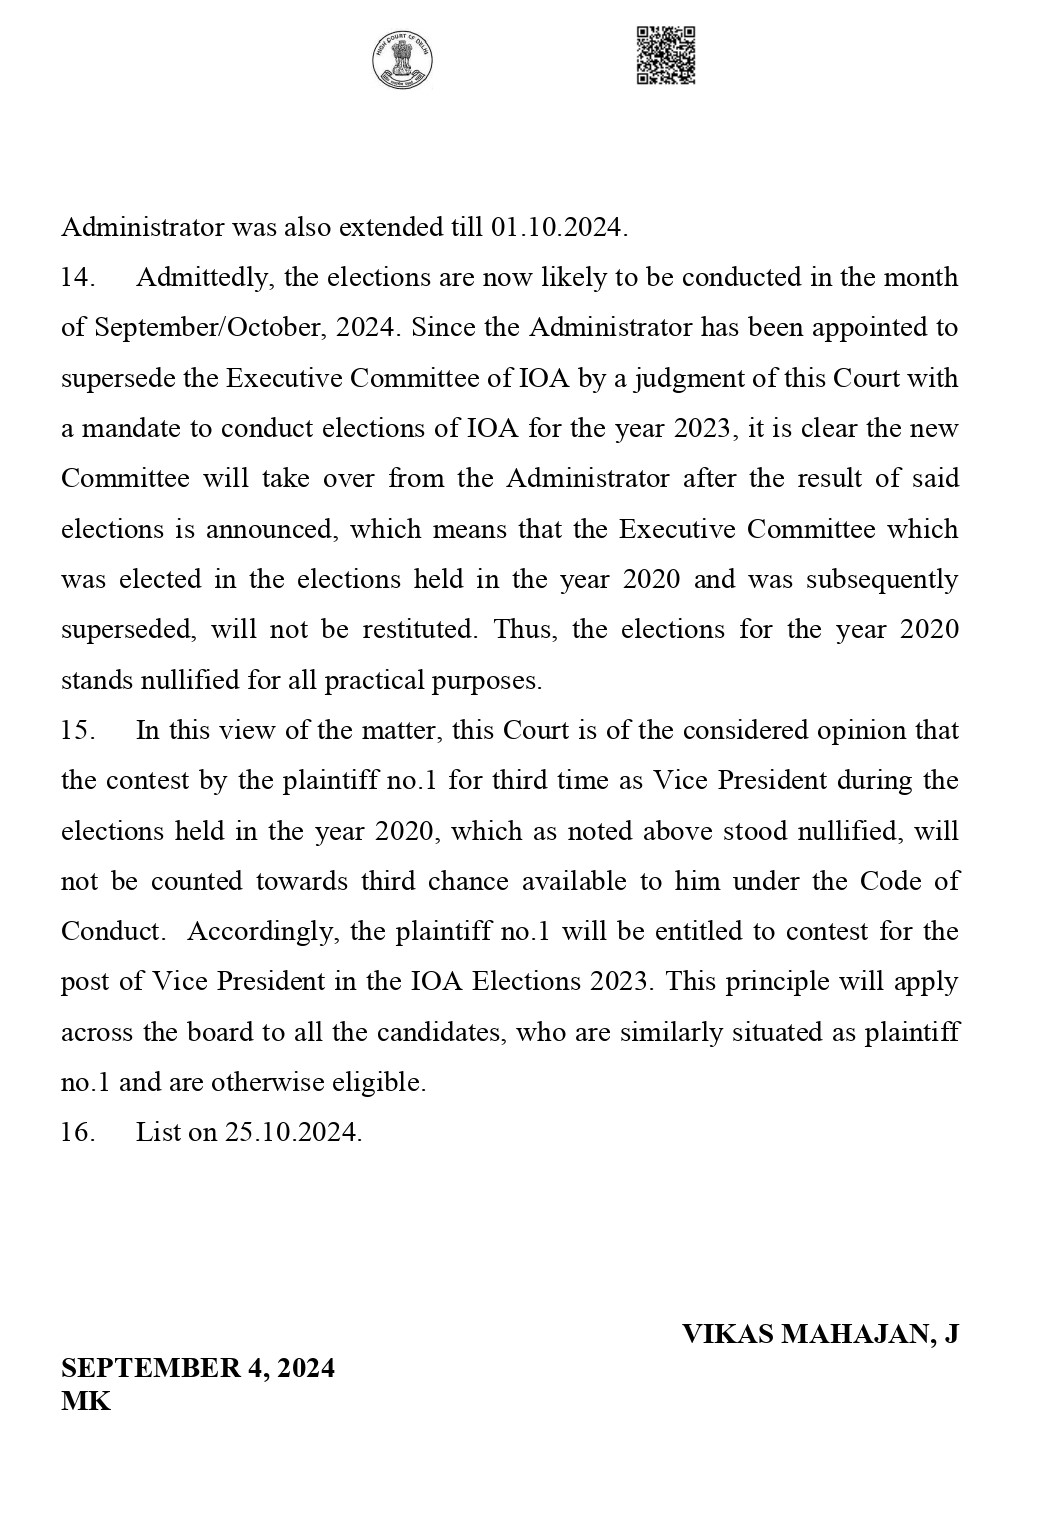 HIGH COURT OF DELHI
Administrator was also extended till 01.10.2024.
14. Admittedly, the elections are now likely to be conducted in the month
of September/October, 2024. Since the Administrator has been appointed to
supersede the Executive Committee of IOA by a judgment of this Court with
a mandate to conduct elections of IOA for the year 2023, it is clear the new
Committee will take over from the Administrator after the result of said
elections is announced, which means that the Executive Committee which
was elected in the elections held in the year 2020 and was subsequently
superseded, will not be restituted. Thus, the elections for the year 2020
stands nullified for all practical purposes.
15. In this view of the matter, this Court is of the considered opinion that
the contest by the plaintiff no.1 for third time as Vice President during the
elections held in the year 2020, which as noted above stood nullified, will
not be counted towards third chance available to him under the Code of
Conduct. Accordingly, the plaintiff no.1 will be entitled to contest for the
post of Vice President in the IOA Elections 2023. This principle will apply
across the board to all the candidates, who are similarly situated as plaintiff
no.1 and are otherwise eligible.
16. List on 25.10.2024.
VIKAS MAHAJAN, J
SEPTEMBER 4, 2024
MK